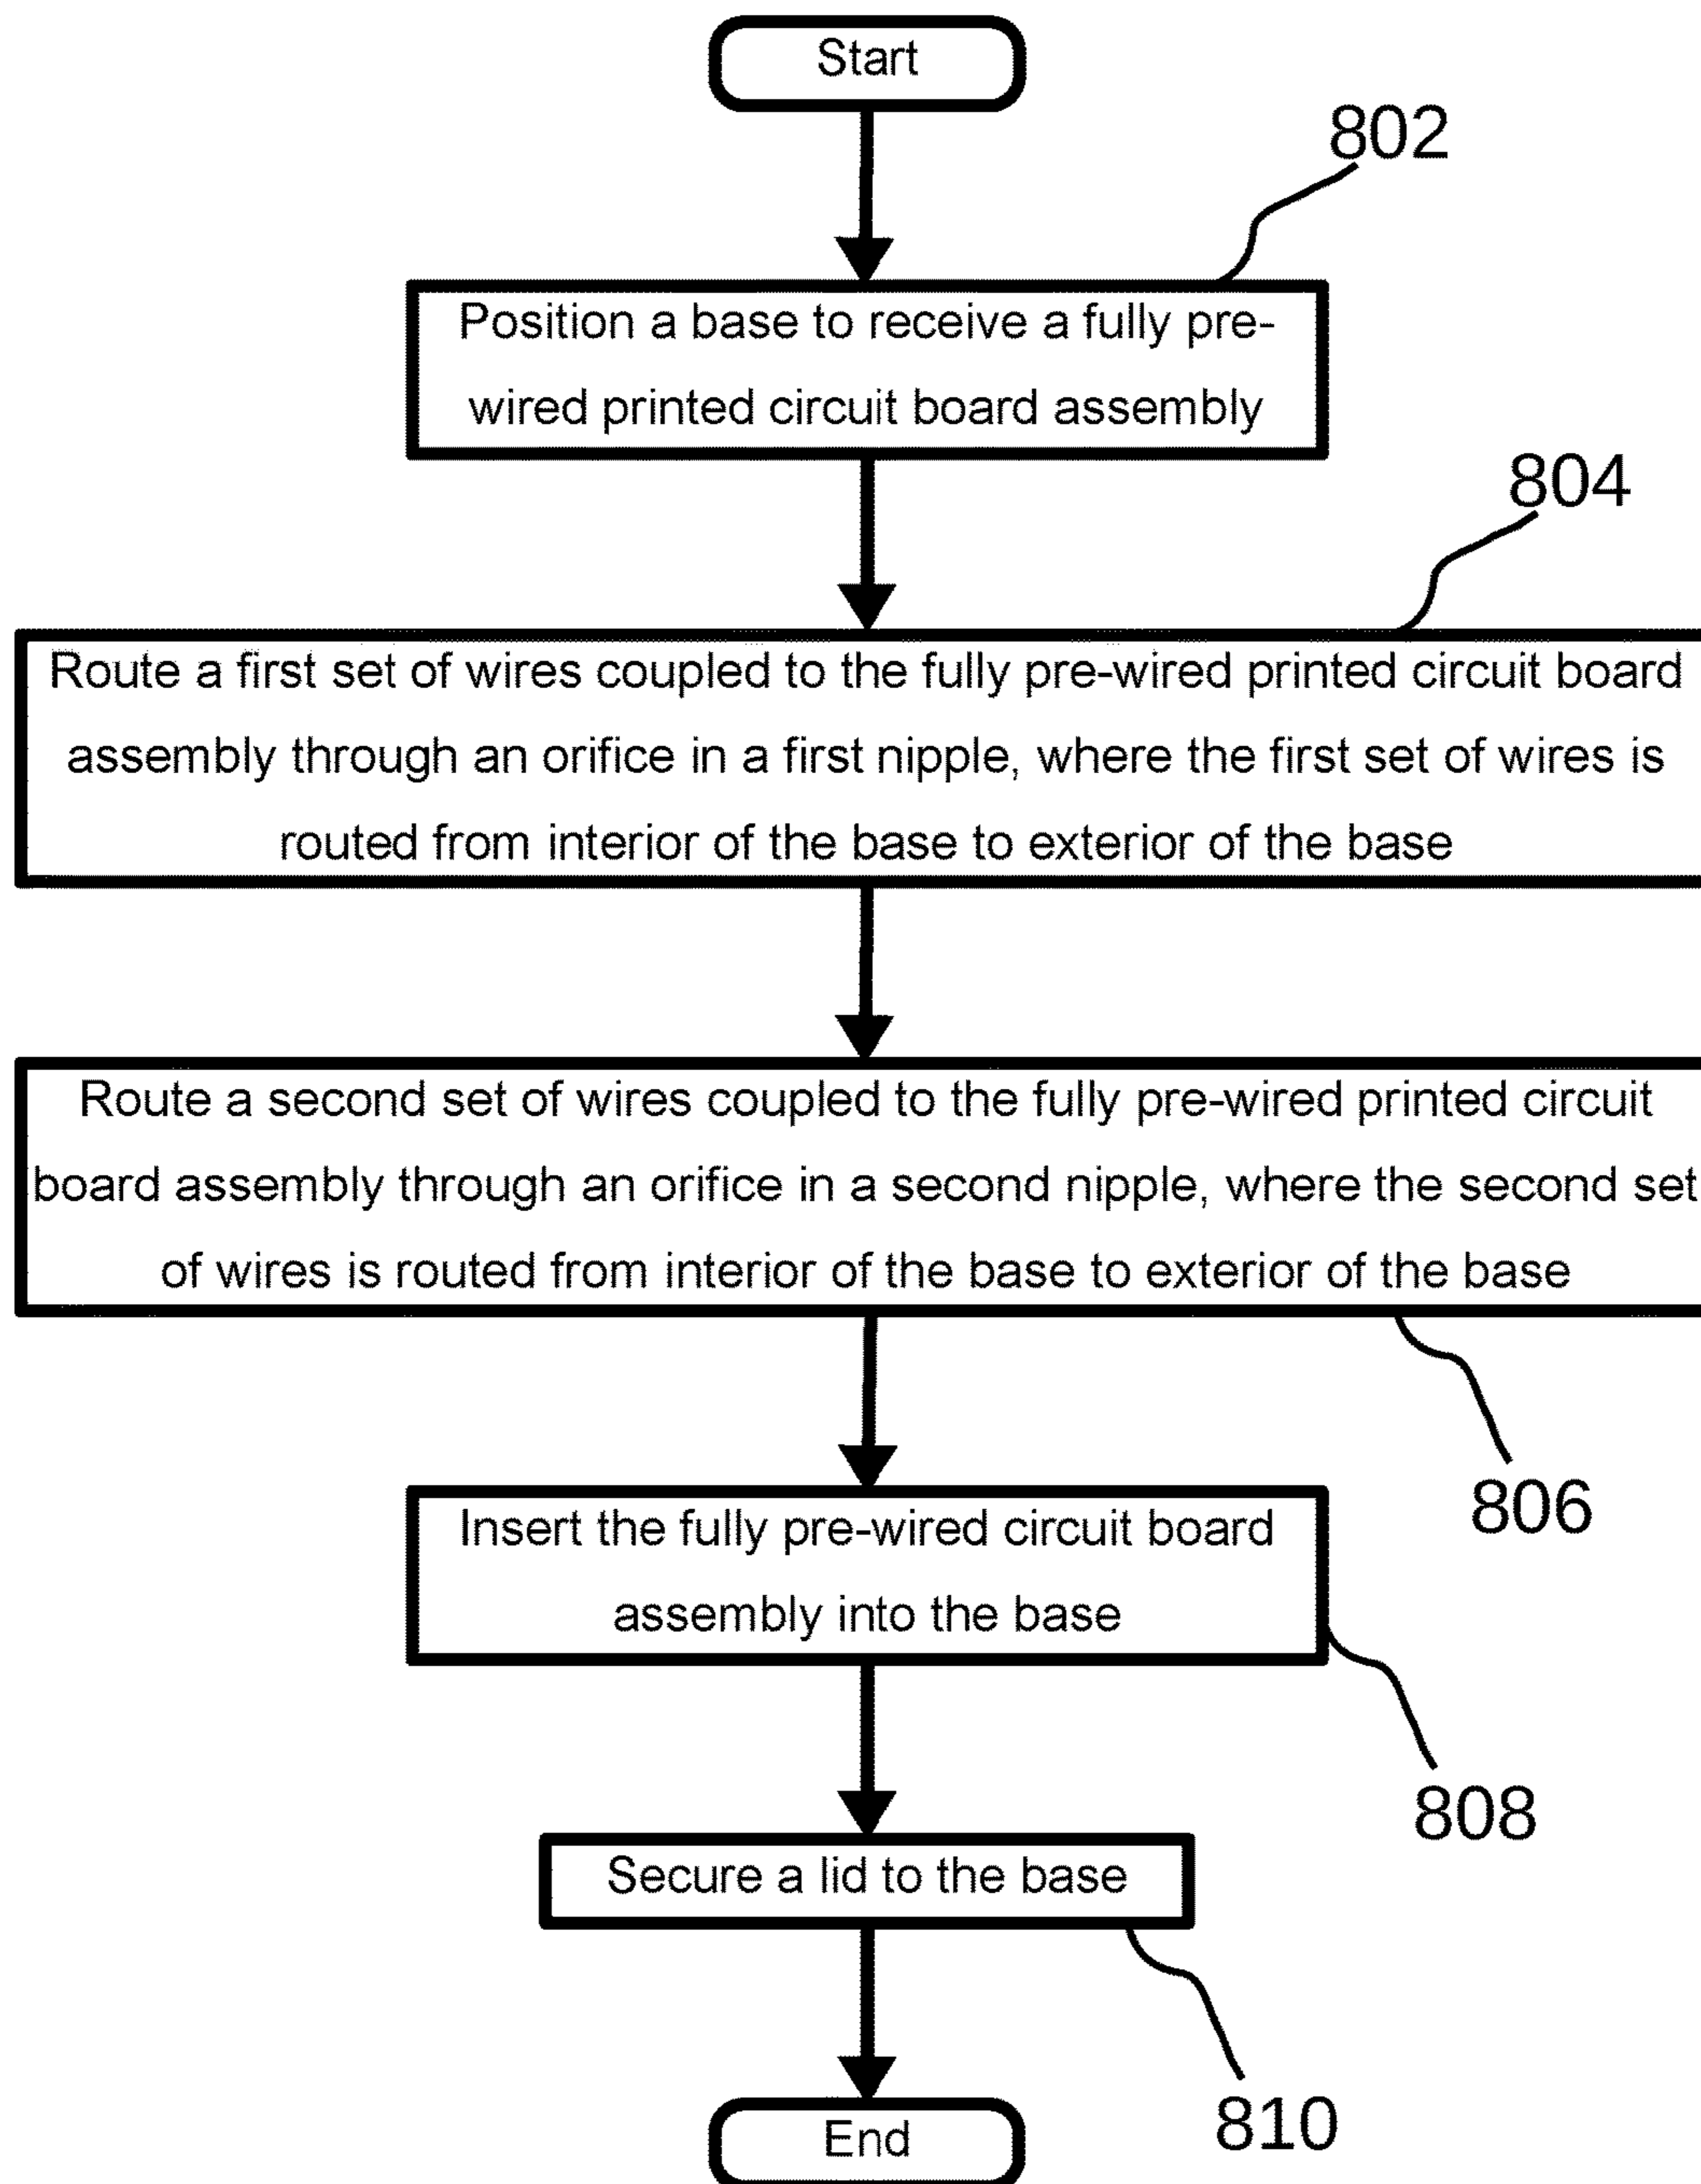 Start
802
Position a base to receive a fully pre-
wired printed circuit board assembly
804
Route a first set of wires coupled to the fully pre-wired printed circuit board
assembly through an orifice in a first nipple, where the first set of wires is
routed from interior of the base to exterior of the base
Route a second set of wires coupled to the fully pre-wired printed circuit
board assembly through an orifice in a second nipple, where the second set
of wires is routed from interior of the base to exterior of the base
806
Insert the fully pre-wired circuit board
assembly into the base
808
Secure a lid to the base
810
End